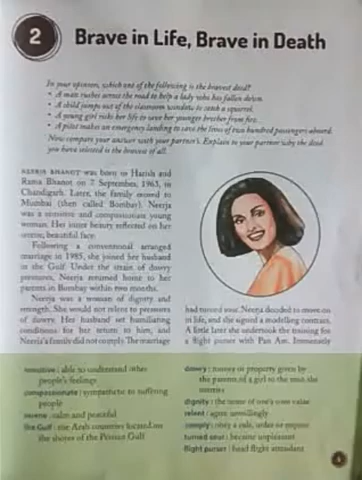 2
Brave in Life, Brave in Death
In your opinion, which one of the following is the bravest deed?
• A man rushes across the road to help a lady who has fallen down.
• A child jumps out of the classroom window to catch a squirrel.
• A young girl risks her life to save her younger brother from fire.
• A pilot makes an emergency landing to save the lives of two hundred passengers aboard.
Now compare your answer with your partner's. Explain to your partner why the deed
you have selected is the bravest of all.
NEERJA BHANOT was born to Harish and
Rama Bhanot on 7 September, 1963, in
Chandigarh. Later, the family moved to
Mumbai (then called Bombay). Neerja
was a sensitive and compassionate young
woman. Her inner beauty reflected on her
serene, beautiful face.
Following a conventional arranged
marriage in 1985, she joined her husband
in the Gulf. Under the strain of dowry
pressures, Neerja returned home to her
parents in Bombay within two months.
Neerja was a woman of dignity and
strength. She would not relent to pressures
of dowry. Her husband set humiliating
conditions for her return to him, and
Neerja's family did not comply. The marriage
had turned sour. Neerja decided to move on
in life, and she signed a modelling contract.
A little later she undertook the training for
a flight purser with Pan Am. Immensely
sensitive : able to understand other
people's feelings
compassionate : sympathetic to suffering
people
serene : calm and peaceful
the Gulf : the Arab countries located on
the shores of the Persian Gulf
dowry : money or property given by
the parents of a girl to the
dignity : the sense of one's own value
relent : agree unwillingly
comply : obey a rule, order or request
turned sour : became unpleasant
flight purser : head flight attendant